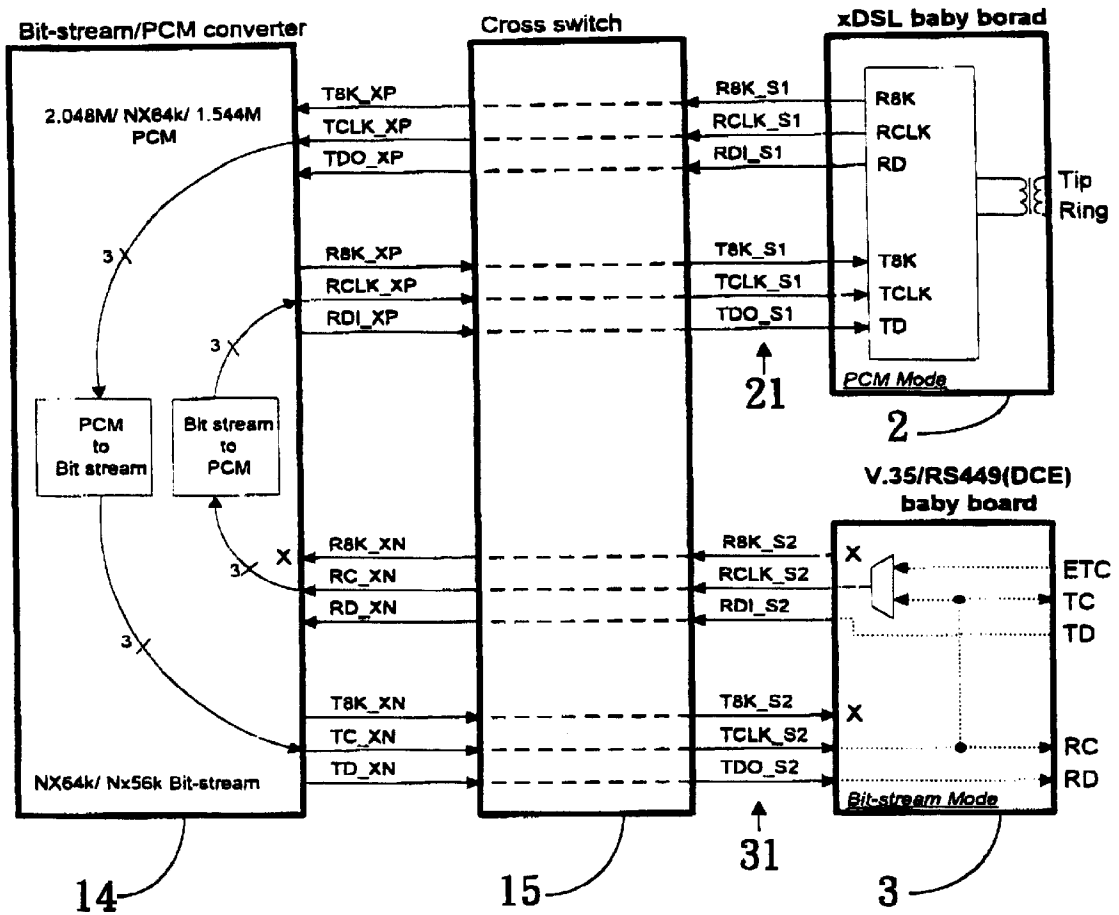 Bit-stream/PCM converter
Cross switch
xDSL baby borad
2.048M/ NX64k/ 1.544M
PCM
T8K_XP
TCLK_XP
TDO_XP
R8K_S1
RCLK_S1
RDI_S1
R8K
RCLK
RD
Tip
Ring
3
R8K_XP
RCLK_XP
RDI_XP
T8K_S1
TCLK_S1
TDO_S1
T8K
TCLK
TD
3
21
PCM Mode
2
PCM
to
Bit stream
Bit stream
to
PCM
V.35/RS449(DCE)
baby board
X
3
R8K_XN
RC_XN
RD_XN
R8K_S2
RCLK_S2
RDI_S2
X
ETC
TC
TD
3
T8K_XN
TC_XN
TD_XN
T8K_S2
TCLK_S2
TDO_S2
X
RC
RD
NX64k/ Nx56k Bit-stream
Bit-stream Mode
31
14
15
3